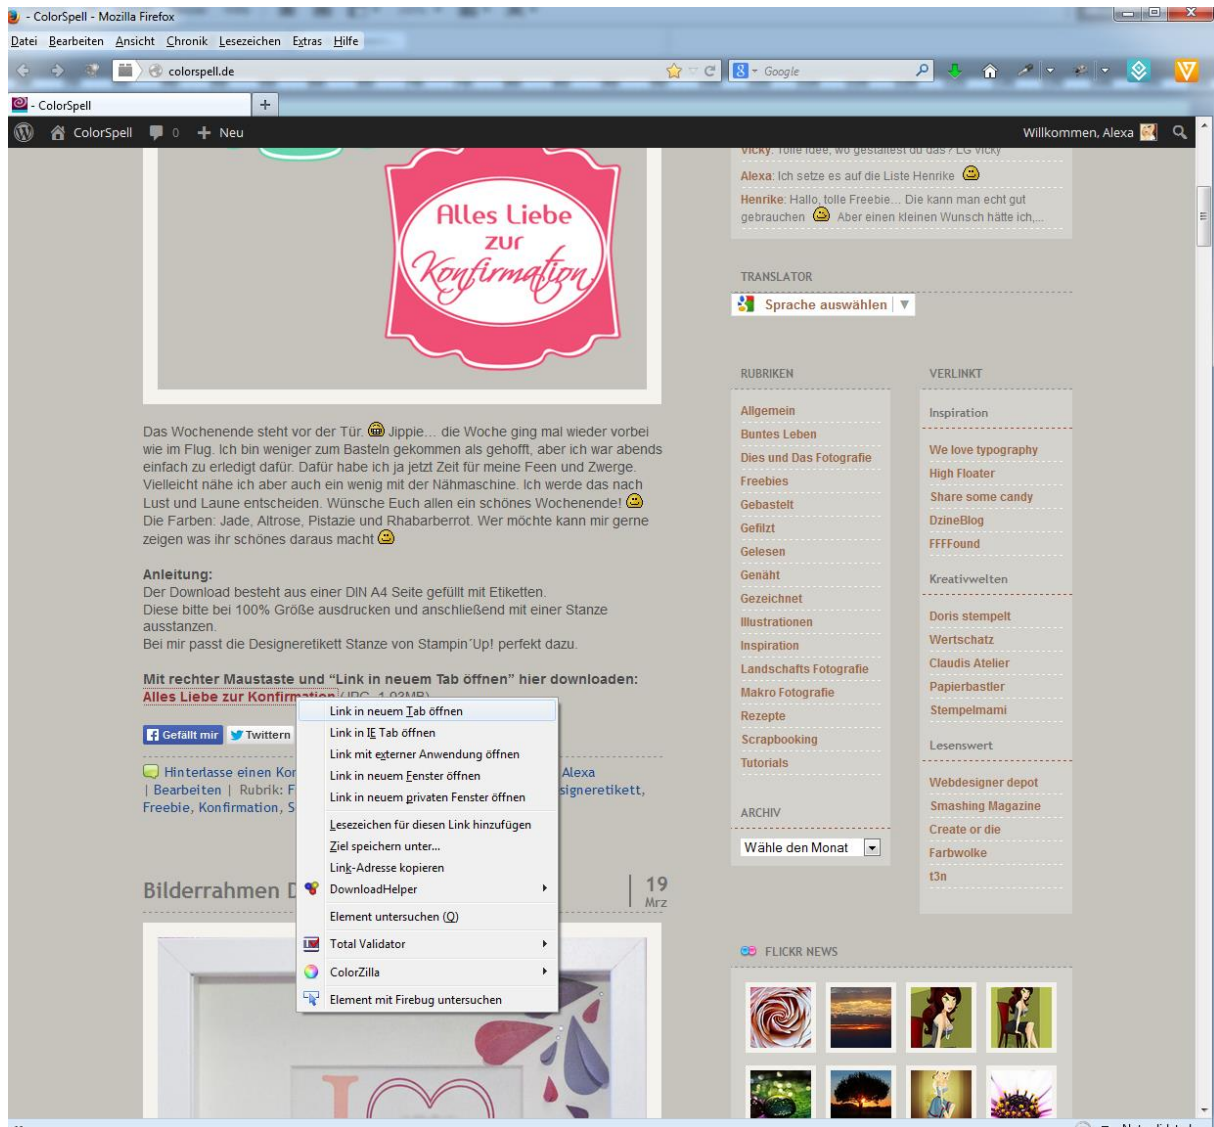 - ColorSpell - Mozilla Firefox
Datei Bearbeiten Ansicht Chronik Lesezeichen Extras Hilfe
colorspell.de
Google
- ColorSpell
ColorSpell 0 + Neu
Willkommen, Alexa
Alles Liebe
zur
Konfirmation
Das Wochenende steht vor der Tür. Jippie… die Woche ging mal wieder vorbei
wie im Flug. Ich bin weniger zum Basteln gekommen als gehofft, aber ich war abends
einfach zu erledigt dafür. Dafür habe ich ja jetzt Zeit für meine Feen und Zwerge.
Vielleicht nähe ich aber auch ein wenig mit der Nähmaschine. Ich werde das nach
Lust und Laune entscheiden. Wünsche Euch allen ein schönes Wochenende!
Die Farben: Jade, Altrose, Pistazie und Rhabarberrot. Wer möchte kann mir gerne
zeigen was ihr schönes daraus macht
Anleitung:
Der Download besteht aus einer DIN A4 Seite gefüllt mit Etiketten.
Diese bitte bei 100% Größe ausdrucken und anschließend mit einer Stanze
ausstanzen.
Bei mir passt die Designeretikett Stanze von Stampin´Up! perfekt dazu.
Mit rechter Maustaste und “Link in neuem Tab öffnen” hier downloaden:
Alles Liebe zur Konfirmation (JPG, 1.03MB)
Gefällt mir Twittern
Hinterlasse einen Kor
Alexa
| Bearbeiten | Rubrik: F
signeretikett,
Freebie, Konfirmation, S
Link in neuem Tab öffnen
Link in IE Tab öffnen
Link mit externer Anwendung öffnen
Link in neuem Fenster öffnen
Link in neuem privaten Fenster öffnen
Lesezeichen für diesen Link hinzufügen
Ziel speichern unter...
Link-Adresse kopieren
DownloadHelper
Element untersuchen (Q)
Total Validator
ColorZilla
Element mit Firebug untersuchen
Bilderrahmen D
19
Mrz
I
Vicky: Tolle Idee, wo gestaltest du das? LG Vicky
Alexa: Ich setze es auf die Liste Henrike
Henrike: Hallo, tolle Freebie… Die kann man echt gut
gebrauchen Aber einen kleinen Wunsch hätte ich,...
TRANSLATOR
Sprache auswählen ▼
RUBRIKEN
Allgemein
Buntes Leben
Dies und Das Fotografie
Freebies
Gebastelt
Gefilzt
Gelesen
Genäht
Gezeichnet
Illustrationen
Inspiration
Landschafts Fotografie
Makro Fotografie
Rezepte
Scrapbooking
Tutorials
ARCHIV
Wähle den Monat
VERLINKT
Inspiration
We love typography
High Floater
Share some candy
DzineBlog
FFFFound
Kreativwelten
Doris stempelt
Wertschatz
Claudis Atelier
Papierbastler
Stempelmami
Lesenswert
Webdesigner depot
Smashing Magazine
Create or die
Farbwolke
t3n
FLICKR NEWS